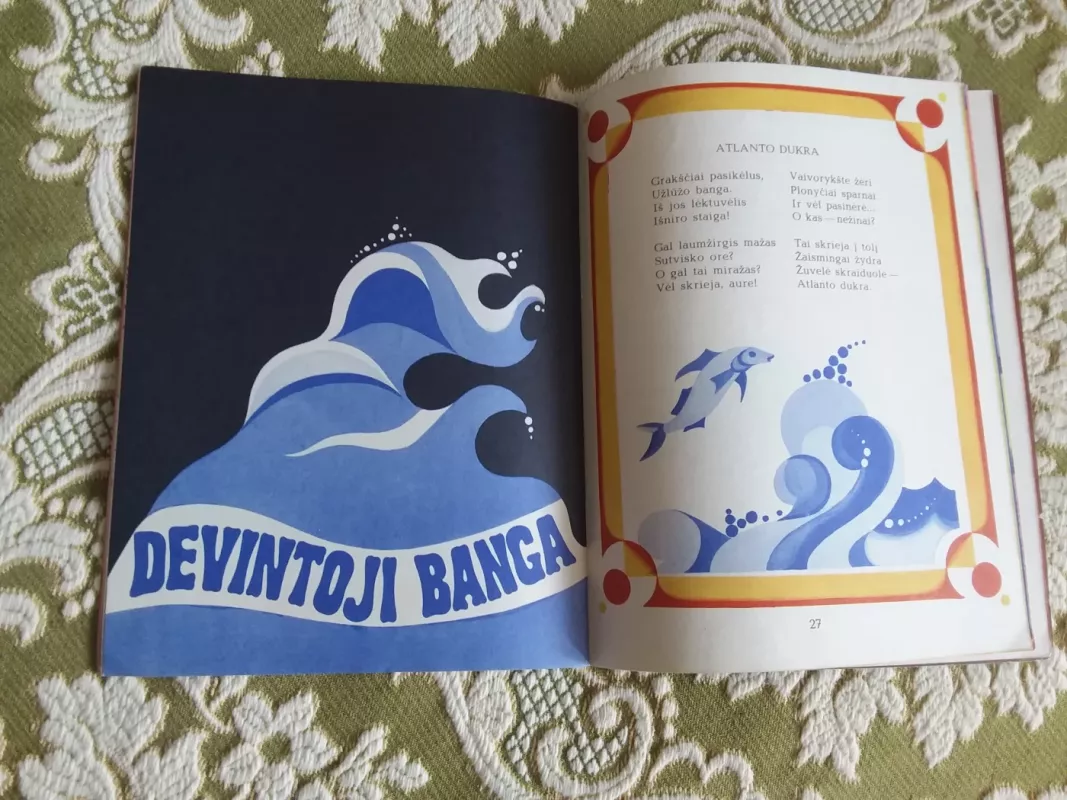 DEVINTOJI BANGA
ATLANTO DUKRA
Grakščiai pasikėlus,
Užlūžo banga.
Iš jos lėktuvėlis
Išniro staiga!
Gal laumžirgis mažas
Sutvisko ore?
O gal tai miražas?
Vėl skrieja, aure!
Vaivorykšte žėri
Plonyčiai sparnai
Ir vėl pasinėrė...
O kas — nežinai?
Tai skrieja į tolį
Žaismingai žydra
Žuvelė skraiduolė —
Atlanto dukra.
27